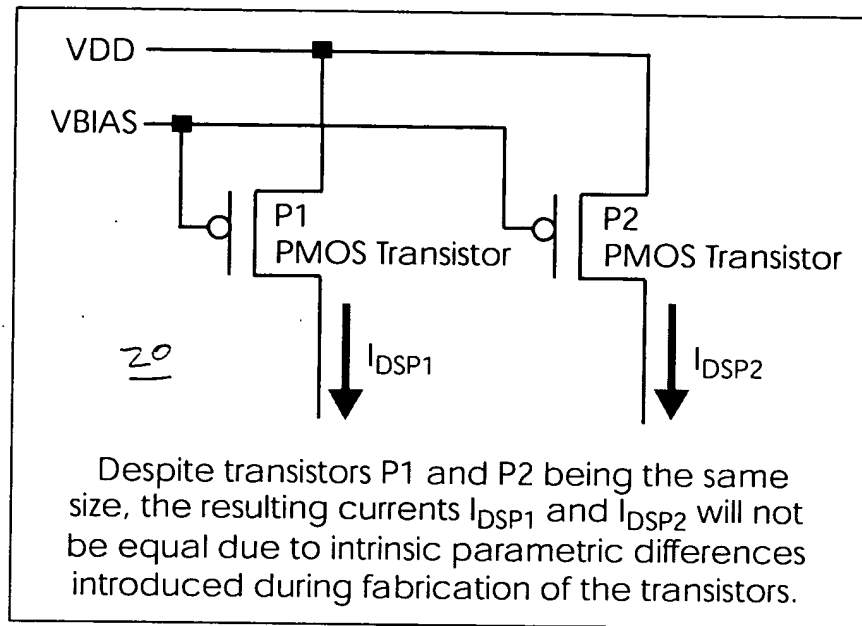 VDD
VBIAS
P1
PMOS Transistor
P2
PMOS Transistor
20
IDSP1
IDSP2
Despite transistors P1 and P2 being the same
size, the resulting currents IDSP1 and IDSP2 will not
be equal due to intrinsic parametric differences
introduced during fabrication of the transistors.